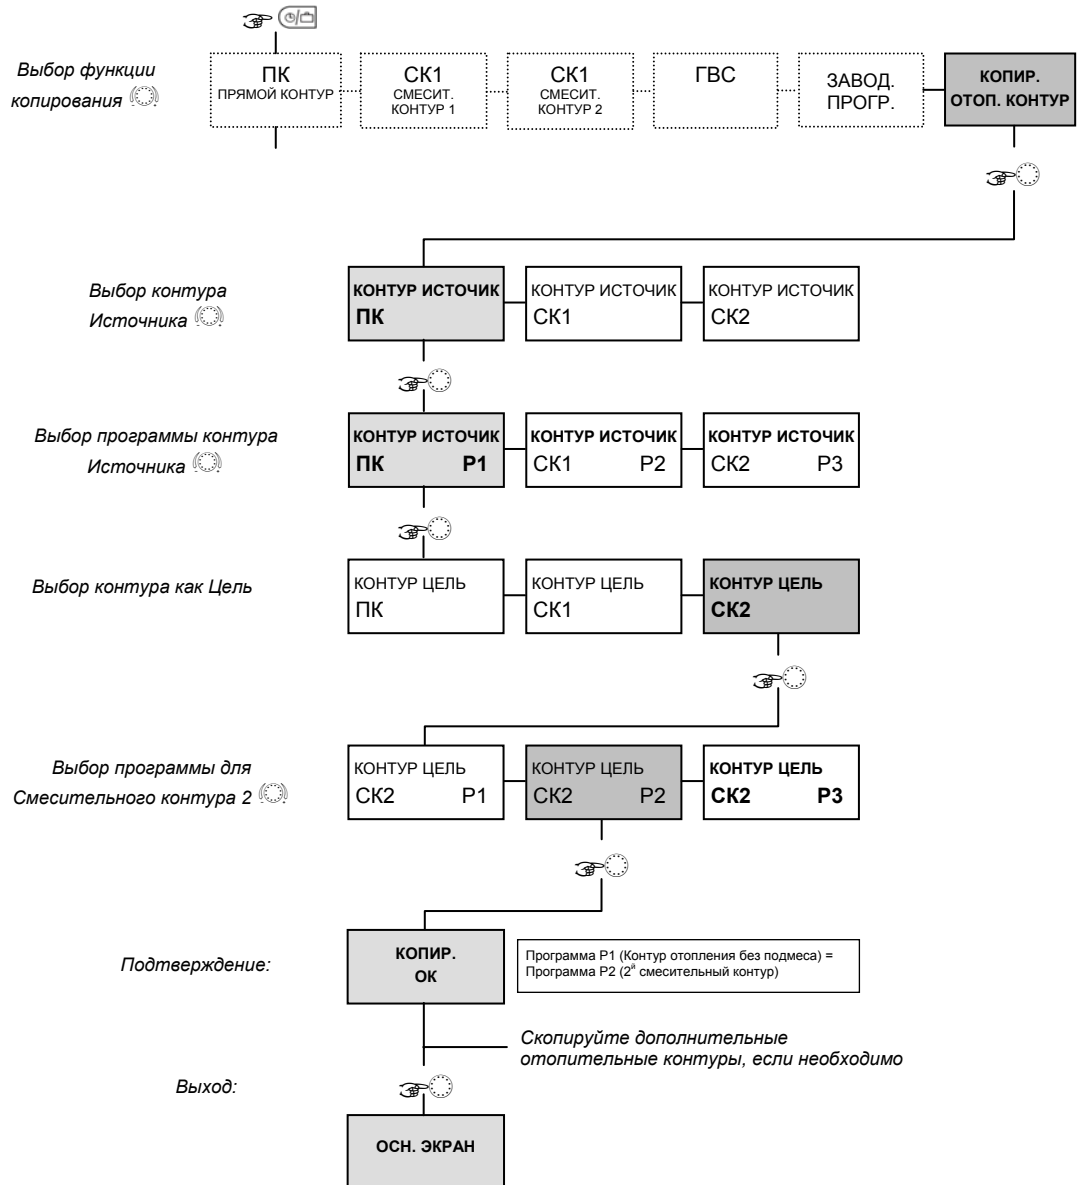 Выбор функции
копирования
ПК
ПРЯМОЙ КОНТУР
СК1
СМЕСИТ.
КОНТУР 1
СК1
СМЕСИТ.
КОНТУР 2
ГВС
ЗАВОД.
ПРОГР.
КОПИР.
ОТОП. КОНТУР
Выбор контура
Источника
КОНТУР ИСТОЧИК
ПК
КОНТУР ИСТОЧИК
СК1
КОНТУР ИСТОЧИК
СК2
Выбор программы контура
Источника
КОНТУР ИСТОЧИК
ПК P1
КОНТУР ИСТОЧИК
СК1 P2
КОНТУР ИСТОЧИК
СК2 P3
Выбор контура как Цель
КОНТУР ЦЕЛЬ
ПК
КОНТУР ЦЕЛЬ
СК1
КОНТУР ЦЕЛЬ
СК2
Выбор программы для
Смесительного контура 2
КОНТУР ЦЕЛЬ
СК2 P1
КОНТУР ЦЕЛЬ
СК2 P2
КОНТУР ЦЕЛЬ
СК2 P3
Подтверждение:
КОПИР.
ОК
Программа P1 (Контур отопления без подмеса) =
Программа P2 (2й смесительный контур)
Скопируйте дополнительные
отопительные контуры, если необходимо
Выход:
ОСН. ЭКРАН